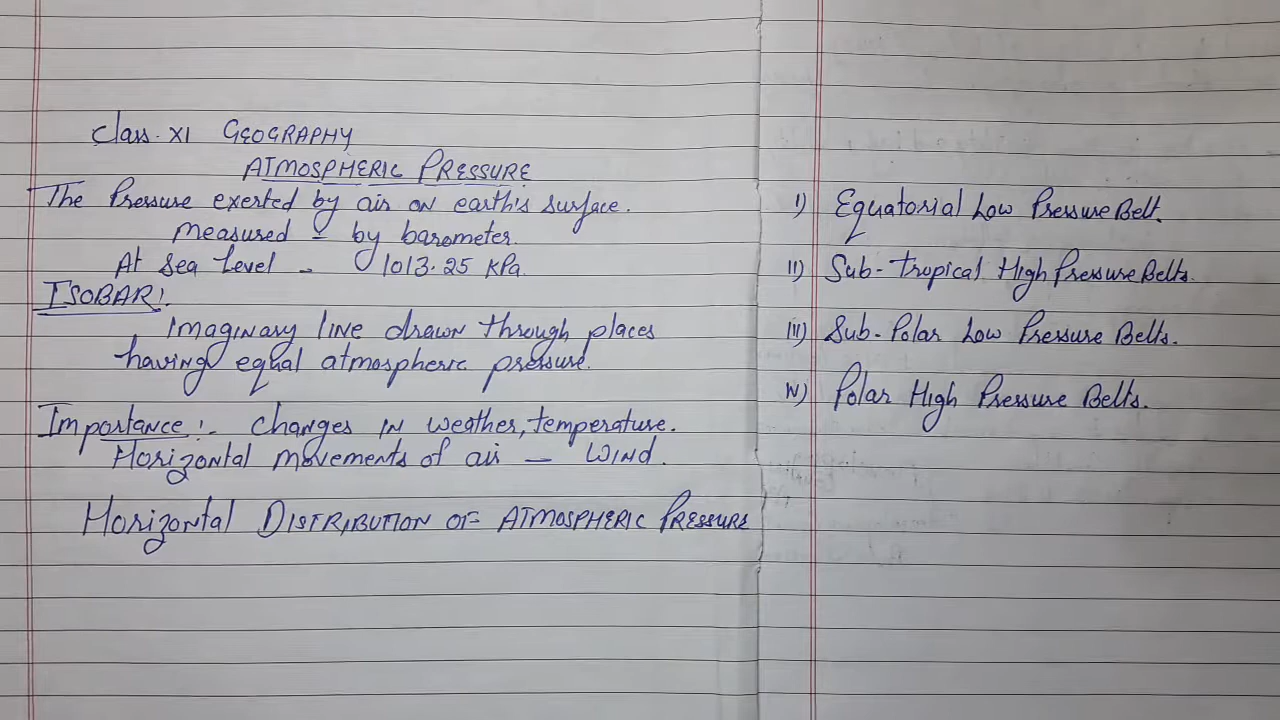 Class. XI GEOGRAPHY
ATMOSPHERIC PRESSURE
The Pressure exerted by air on earth's surface.
measured - by barometer.
At Sea Level - 1013.25 KPa.
ISOBAR:
Imaginary line drawn through places
having equal atmospheric pressure.
Importance:- Changes in weather, temperature.
Horizontal movements of air - WIND.
Horizontal DISTRIBUTION OF ATMOSPHERIC PRESSURE
I) Equatorial Low Pressure Belt.
II) Sub-tropical High Pressure Belts.
III) Sub-Polar Low Pressure Belts.
IV) Polar High Pressure Belts.